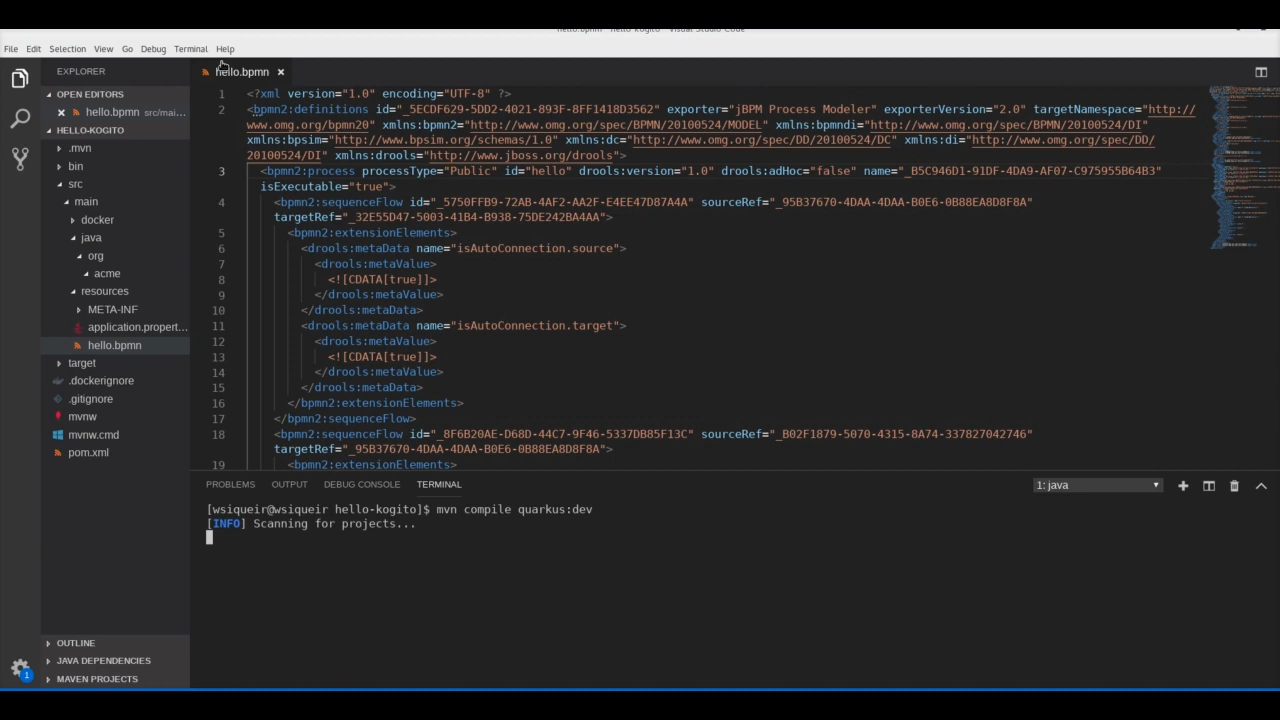 hello.bpmn - hello-kogito - Visual Studio Code
File Edit Selection View Go Debug Terminal Help
EXPLORER
OPEN EDITORS
hello.bpmn src/mai...
HELLO-KOGITO
.mvn
bin
src
main
docker
java
org
acme
resources
META-INF
application.propert...
hello.bpmn
target
.dockerignore
.gitignore
mvnw
mvnw.cmd
pom.xml
OUTLINE
JAVA DEPENDENCIES
MAVEN PROJECTS
1
hello.bpmn
1 <?xml version="1.0" encoding="UTF-8" ?>
2 <bpmn2:definitions id="_5ECDF629-5DD2-4021-893F-8FF1418D3562" exporter="jBPM Process Modeler" exporterVersion="2.0" targetNamespace="http://
www.omg.org/bpmn20" xmlns:bpmn2="http://www.omg.org/spec/BPMN/20100524/MODEL" xmlns:bpmndi="http://www.omg.org/spec/BPMN/20100524/DI"
xmlns:bpsim="http://www.bpsim.org/schemas/1.0" xmlns:dc="http://www.omg.org/spec/DD/20100524/DC" xmlns:di="http://www.omg.org/spec/DD/
20100524/DI" xmlns:drools="http://www.jboss.org/drools">
3 <bpmn2:process processType="Public" id="hello" drools:version="1.0" drools:adHoc="false" name="_B5C946D1-91DF-4DA9-AF07-C975955B64B3"
isExecutable="true">
4 <bpmn2:sequenceFlow id="_5750FFB9-72AB-4AF2-AA2F-E4EE47D87A4A" sourceRef="_95B37670-4DAA-4DAA-B0E6-0B88EA8D8F8A"
targetRef="_32E55D47-5003-41B4-B938-75DE242BA4AA">
5 <bpmn2:extensionElements>
6 <drools:metaData name="isAutoConnection.source">
7 <drools:metaValue>
8 <![CDATA[true]]>
9 </drools:metaValue>
10 </drools:metaData>
11 <drools:metaData name="isAutoConnection.target">
12 <drools:metaValue>
13 <![CDATA[true]]>
14 </drools:metaValue>
15 </drools:metaData>
16 </bpmn2:extensionElements>
17 </bpmn2:sequenceFlow>
18 <bpmn2:sequenceFlow id="_8F6B20AE-D68D-44C7-9F46-5337DB85F13C" sourceRef="_B02F1879-5070-4315-8A74-337827042746"
targetRef="_95B37670-4DAA-4DAA-B0E6-0B88EA8D8F8A">
19 <bpmn2:extensionElements>
PROBLEMS OUTPUT DEBUG CONSOLE TERMINAL
1: java
[wsiqueir@wsiqueir hello-kogito]$ mvn compile quarkus:dev
[INFO] Scanning for projects...